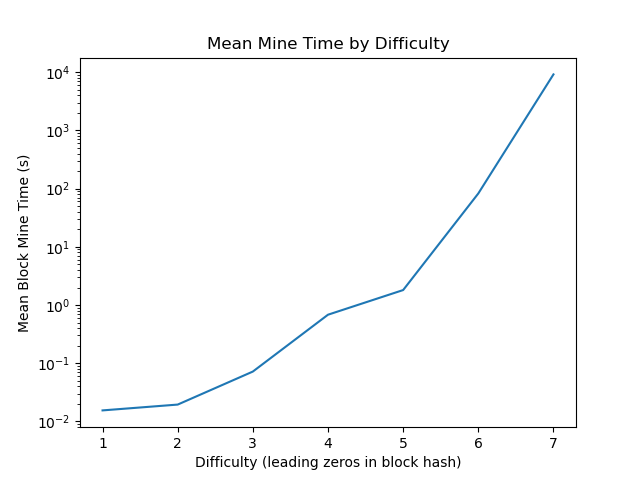 Mean Mine Time by Difficulty
Mean Block Mine Time (s)
10⁴
10³
10²
10¹
10⁰
10⁻¹
10⁻²
1 2 3 4 5 6 7
Difficulty (leading zeros in block hash)